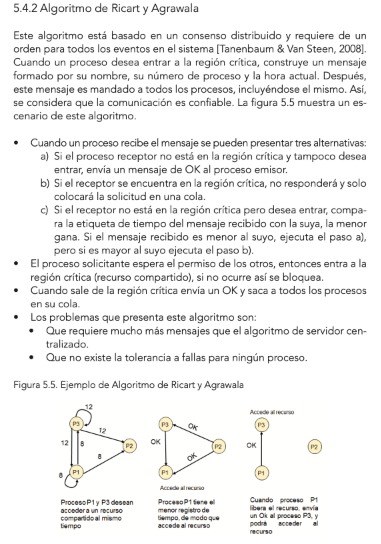 5.4.2 Algoritmo de Ricart y Agrawala
Este algoritmo está basado en un consenso distribuido y requiere de un
orden para todos los eventos en el sistema [Tanenbaum & Van Steen, 2008].
Cuando un proceso desea entrar a la región crítica, construye un mensaje
formado por su nombre, su número de proceso y la hora actual. Después,
este mensaje es mandado a todos los procesos, incluyéndose el mismo. Así,
se considera que la comunicación es confiable. La figura 5.5 muestra un es-
cenario de este algoritmo.
• Cuando un proceso recibe el mensaje se pueden presentar tres alternativas:
a) Si el proceso receptor no está en la región crítica y tampoco desea
entrar, envía un mensaje de OK al proceso emisor.
b) Si el receptor se encuentra en la región crítica, no responderá y solo
colocará la solicitud en una cola.
c) Si el receptor no está en la región crítica pero desea entrar, compa-
ra la etiqueta de tiempo del mensaje recibido con la suya, la menor
gana. Si el mensaje recibido es menor al suyo, ejecuta el paso a),
pero si es mayor al suyo ejecuta el paso b).
• El proceso solicitante espera el permiso de los otros, entonces entra a la
región crítica (recurso compartido), si no ocurre así se bloquea.
• Cuando sale de la región crítica envía un OK y saca a todos los procesos
en su cola.
• Los problemas que presenta este algoritmo son:
• Que requiere mucho más mensajes que el algoritmo de servidor cen-
tralizado.
• Que no existe la tolerancia a fallas para ningún proceso.
Figura 5.5. Ejemplo de Algoritmo de Ricart y Agrawala
12
P3
12
12
8
P2
8
8
P1
Proceso P1 y P3 desean
acceder a un recurso
compartido al mismo
tiempo
P3
OK
OK
P2
OK
P1
Accede al recurso
Proceso P1 tiene el
menor registro de
tiempo, de modo que
accede al recurso
Accede al recurso
P3
OK
P2
P1
Cuando proceso P1
libera el recurso, envía
un Ok al proceso P3, y
podrá acceder al
recurso